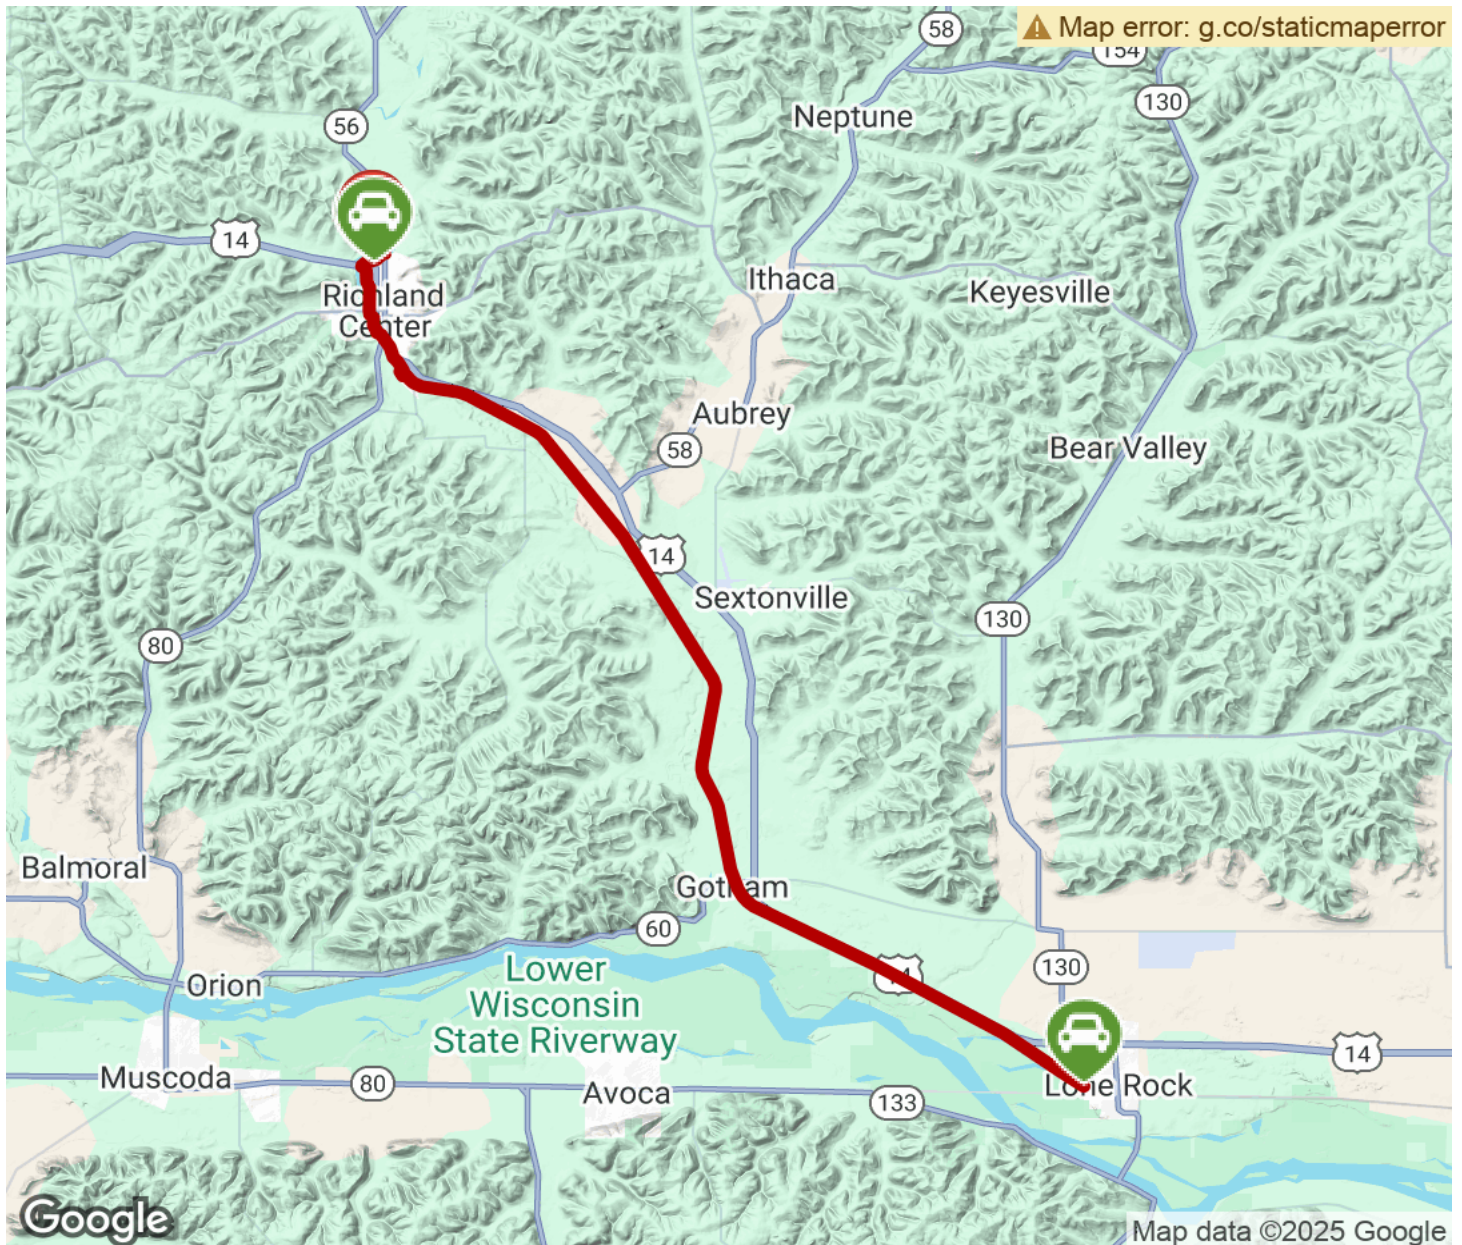 58
Map error: g.co/staticmaperror
154
130
Neptune
56
14
Ithaca
Keyesville
Richland
Center
Aubrey
58
Bear Valley
14
Sextonville
130
80
Balmoral
Gotham
60
Lower
Wisconsin
State Riverway
14
130
Orion
14
Muscoda
80
Avoca
133
Lone Rock
Google
Map data ©2025 Google